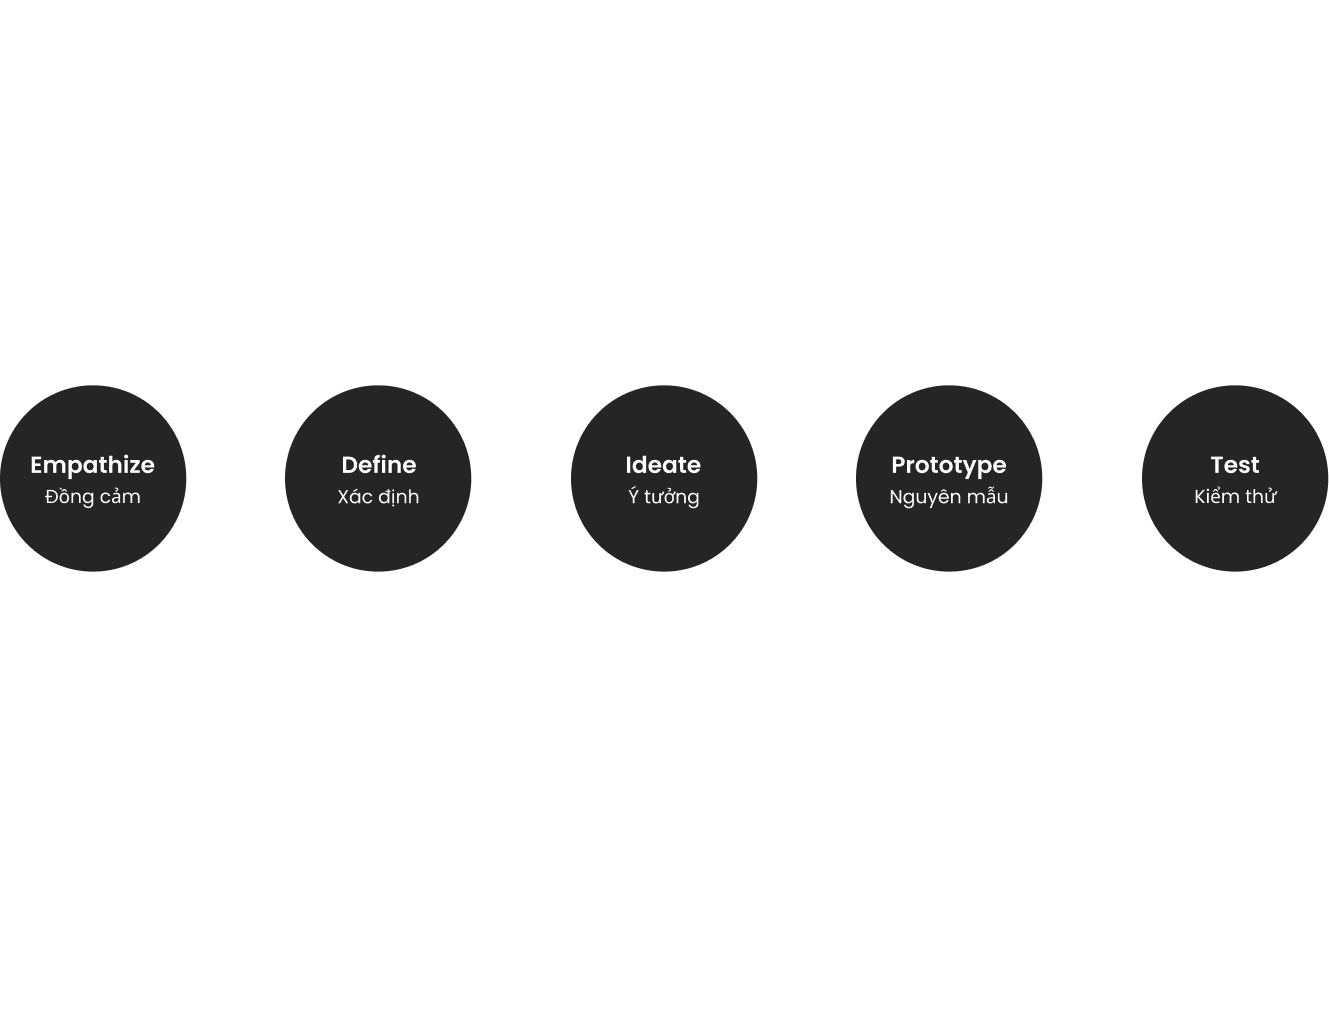 Empathize
Đồng cảm
Define
Xác định
Ideate
Ý tưởng
Prototype
Nguyên mẫu
Test
Kiểm thử